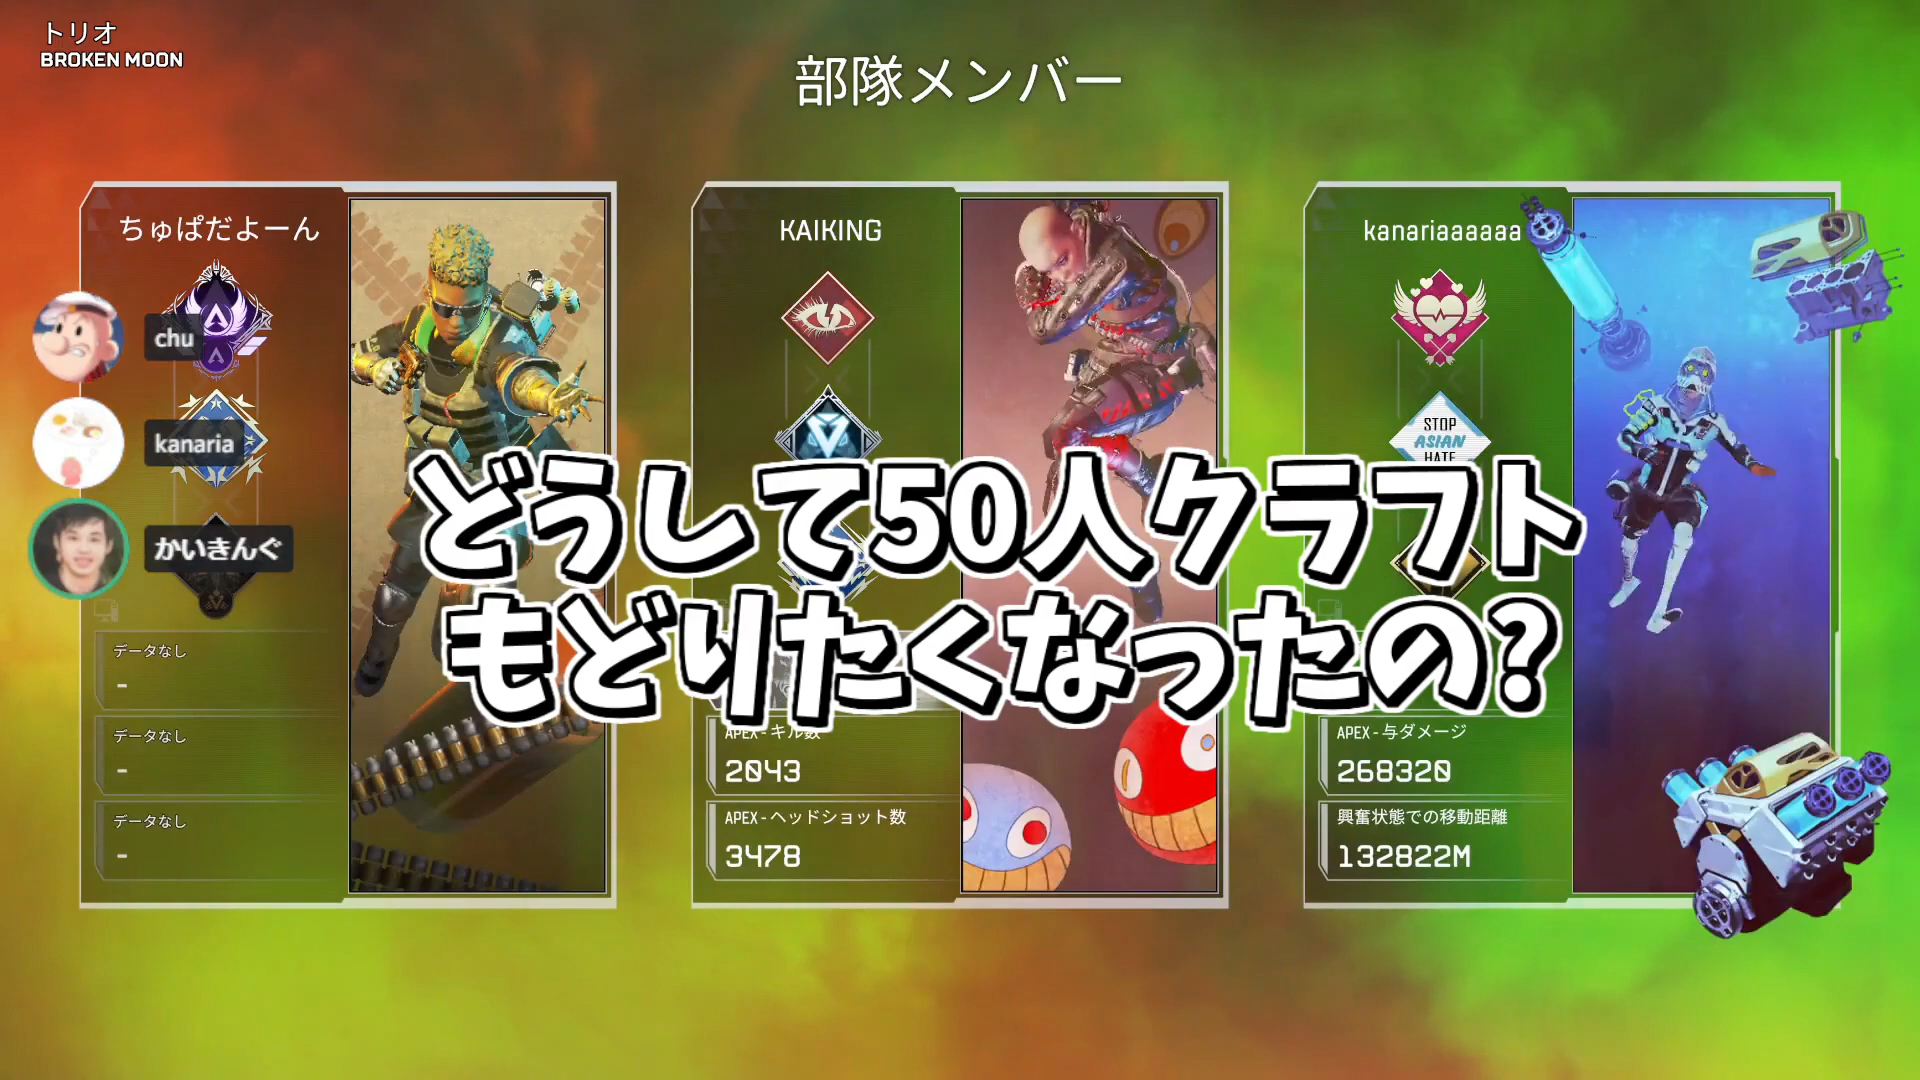 トリオ
BROKEN MOON
部隊メンバー
ちゅぱだよーん
KAIKING
kanariaaaaaa
chu
kanaria
かいきんぐ
STOP
ASIAN
HATE
どうして50人クラフト
もどりたくなったの?
データなし
-
データなし
-
データなし
-
APEX - キル数
2043
APEX - ヘッドショット数
3478
APEX - 与ダメージ
268320
興奮状態での移動距離
132822M